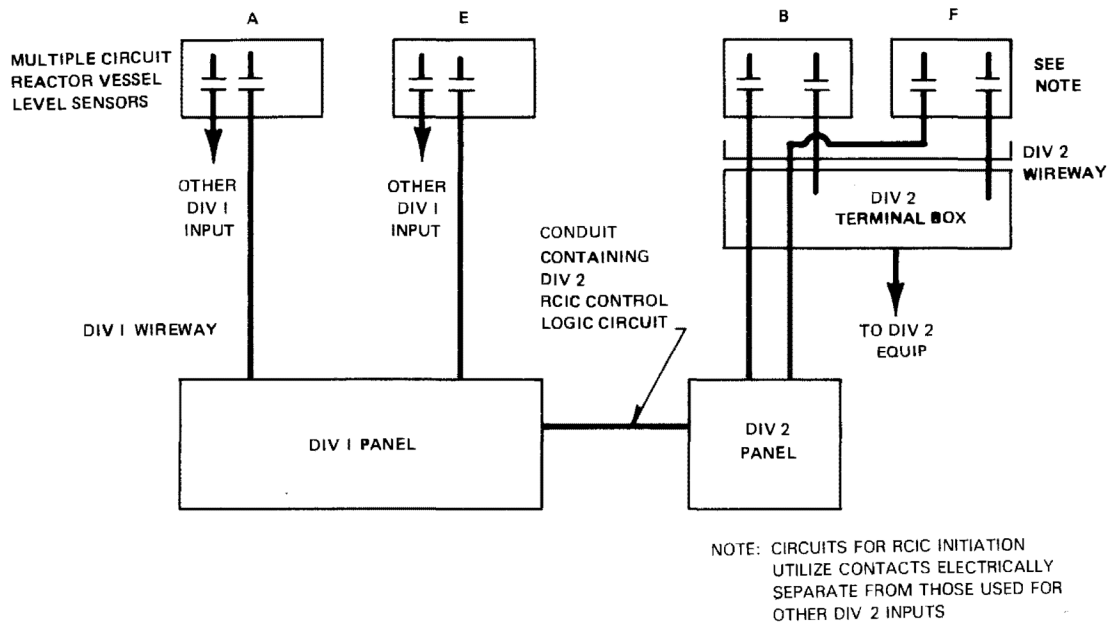 A
E
B
F
MULTIPLE CIRCUIT
REACTOR VESSEL
LEVEL SENSORS
SEE
NOTE
OTHER
DIV I
INPUT
OTHER
DIV I
INPUT
DIV 2
WIREWAY
DIV 2
TERMINAL BOX
CONDUIT
CONTAINING
DIV 2
RCIC CONTROL
LOGIC CIRCUIT
DIV I WIREWAY
TO DIV 2
EQUIP
DIV I PANEL
DIV 2
PANEL
NOTE: CIRCUITS FOR RCIC INITIATION
UTILIZE CONTACTS ELECTRICALLY
SEPARATE FROM THOSE USED FOR
OTHER DIV 2 INPUTS